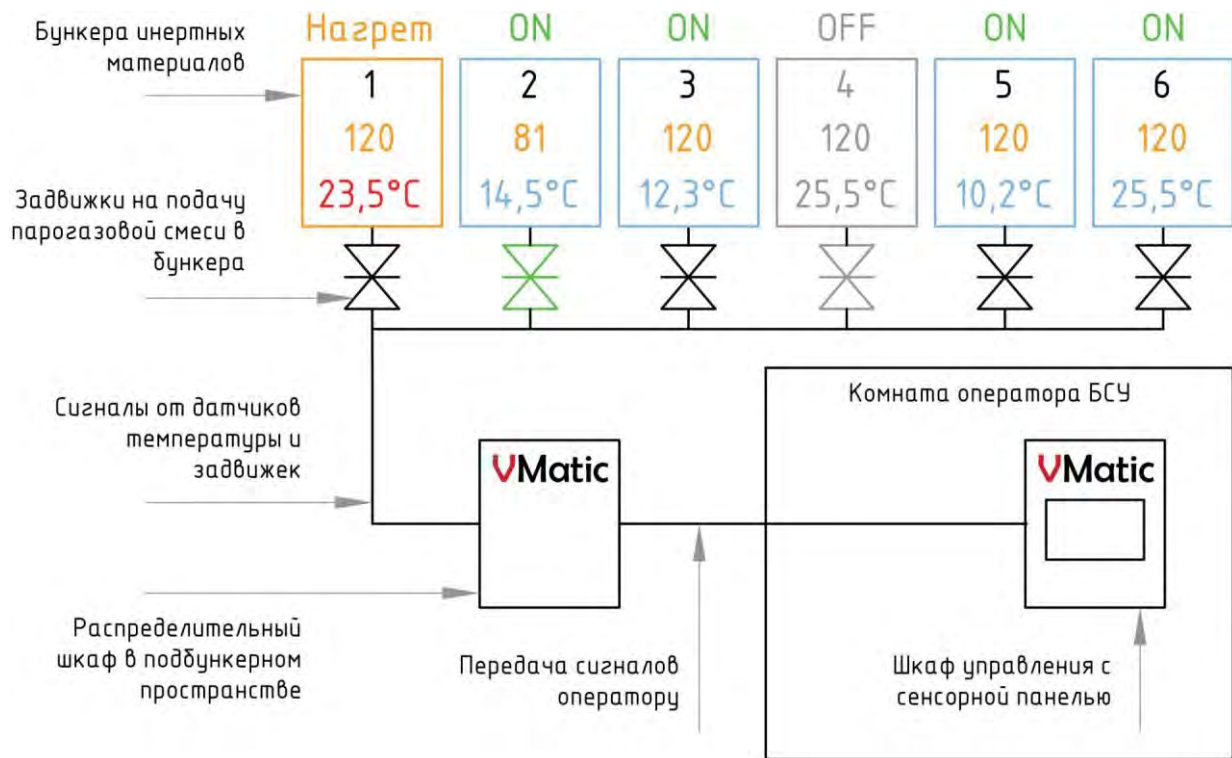 Бункера инертных
материалов
Нагрет
ON
ON
OFF
ON
ON
1
2
3
4
5
6
120
81
120
120
120
120
23,5°C
14,5°C
12,3°C
25,5°C
10,2°C
25,5°C
Задвижки на подачу
парогазовой смеси в
бункера
Сигналы от датчиков
температуры и
задвижек
Комната оператора БСУ
VMatic
VMatic
Распределительный
шкаф в подбункерном
пространстве
Передача сигналов
оператору
Шкаф управления с
сенсорной панелью